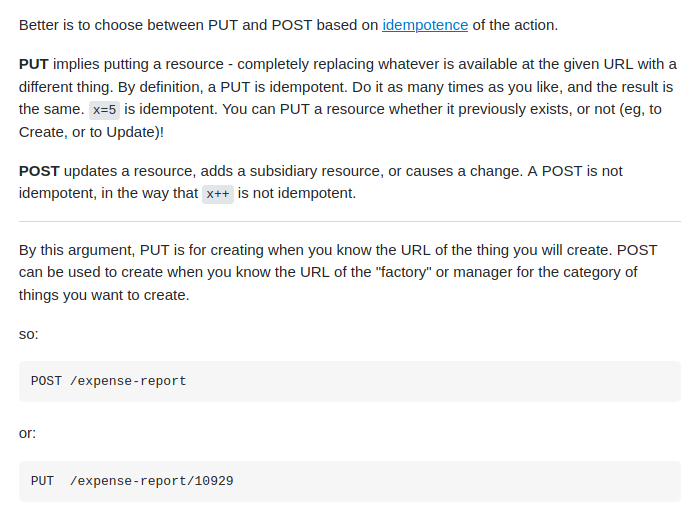 Better is to choose between PUT and POST based on idempotence of the action.
PUT implies putting a resource - completely replacing whatever is available at the given URL with a
different thing. By definition, a PUT is idempotent. Do it as many times as you like, and the result is
the same. x=5 is idempotent. You can PUT a resource whether it previously exists, or not (eg, to
Create, or to Update)!
POST updates a resource, adds a subsidiary resource, or causes a change. A POST is not
idempotent, in the way that x++ is not idempotent.
By this argument, PUT is for creating when you know the URL of the thing you will create. POST
can be used to create when you know the URL of the "factory" or manager for the category of
things you want to create.
so:
POST /expense-report
or:
PUT  /expense-report/10929